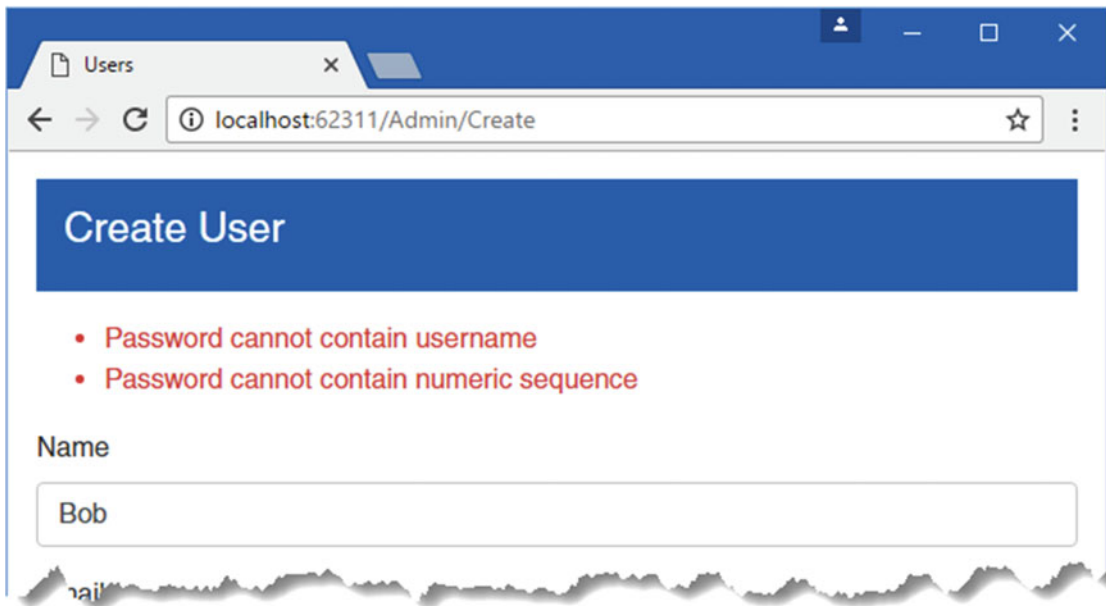 Users
localhost:62311/Admin/Create
Create User
• Password cannot contain username
• Password cannot contain numeric sequence
Name
Bob